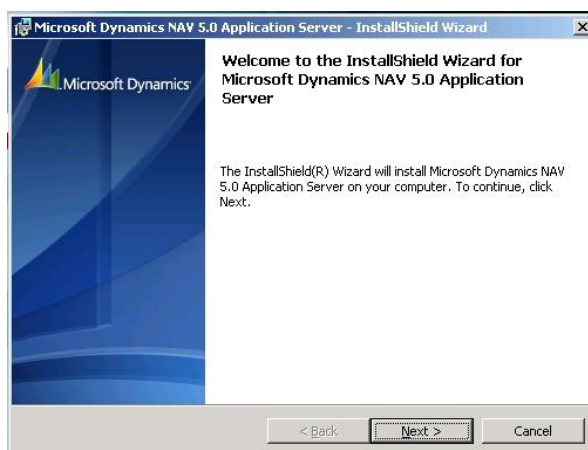 Microsoft Dynamics NAV 5.0 Application Server - InstallShield Wizard
Microsoft Dynamics
Welcome to the InstallShield Wizard for
Microsoft Dynamics NAV 5.0 Application
Server
The InstallShield(R) Wizard will install Microsoft Dynamics NAV
5.0 Application Server on your computer. To continue, click
Next.
< Back
Next >
Cancel